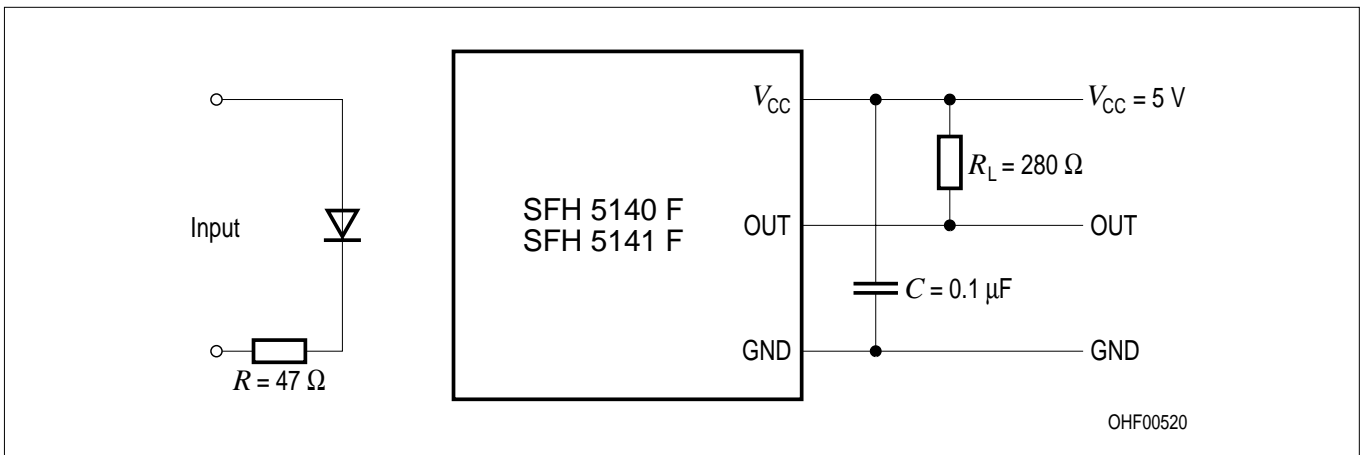 V_CC
V_CC = 5 V
R_L = 280 Ω
Input
SFH 5140 F
SFH 5141 F
OUT
OUT
C = 0.1 µF
GND
GND
R = 47 Ω
OHF00520